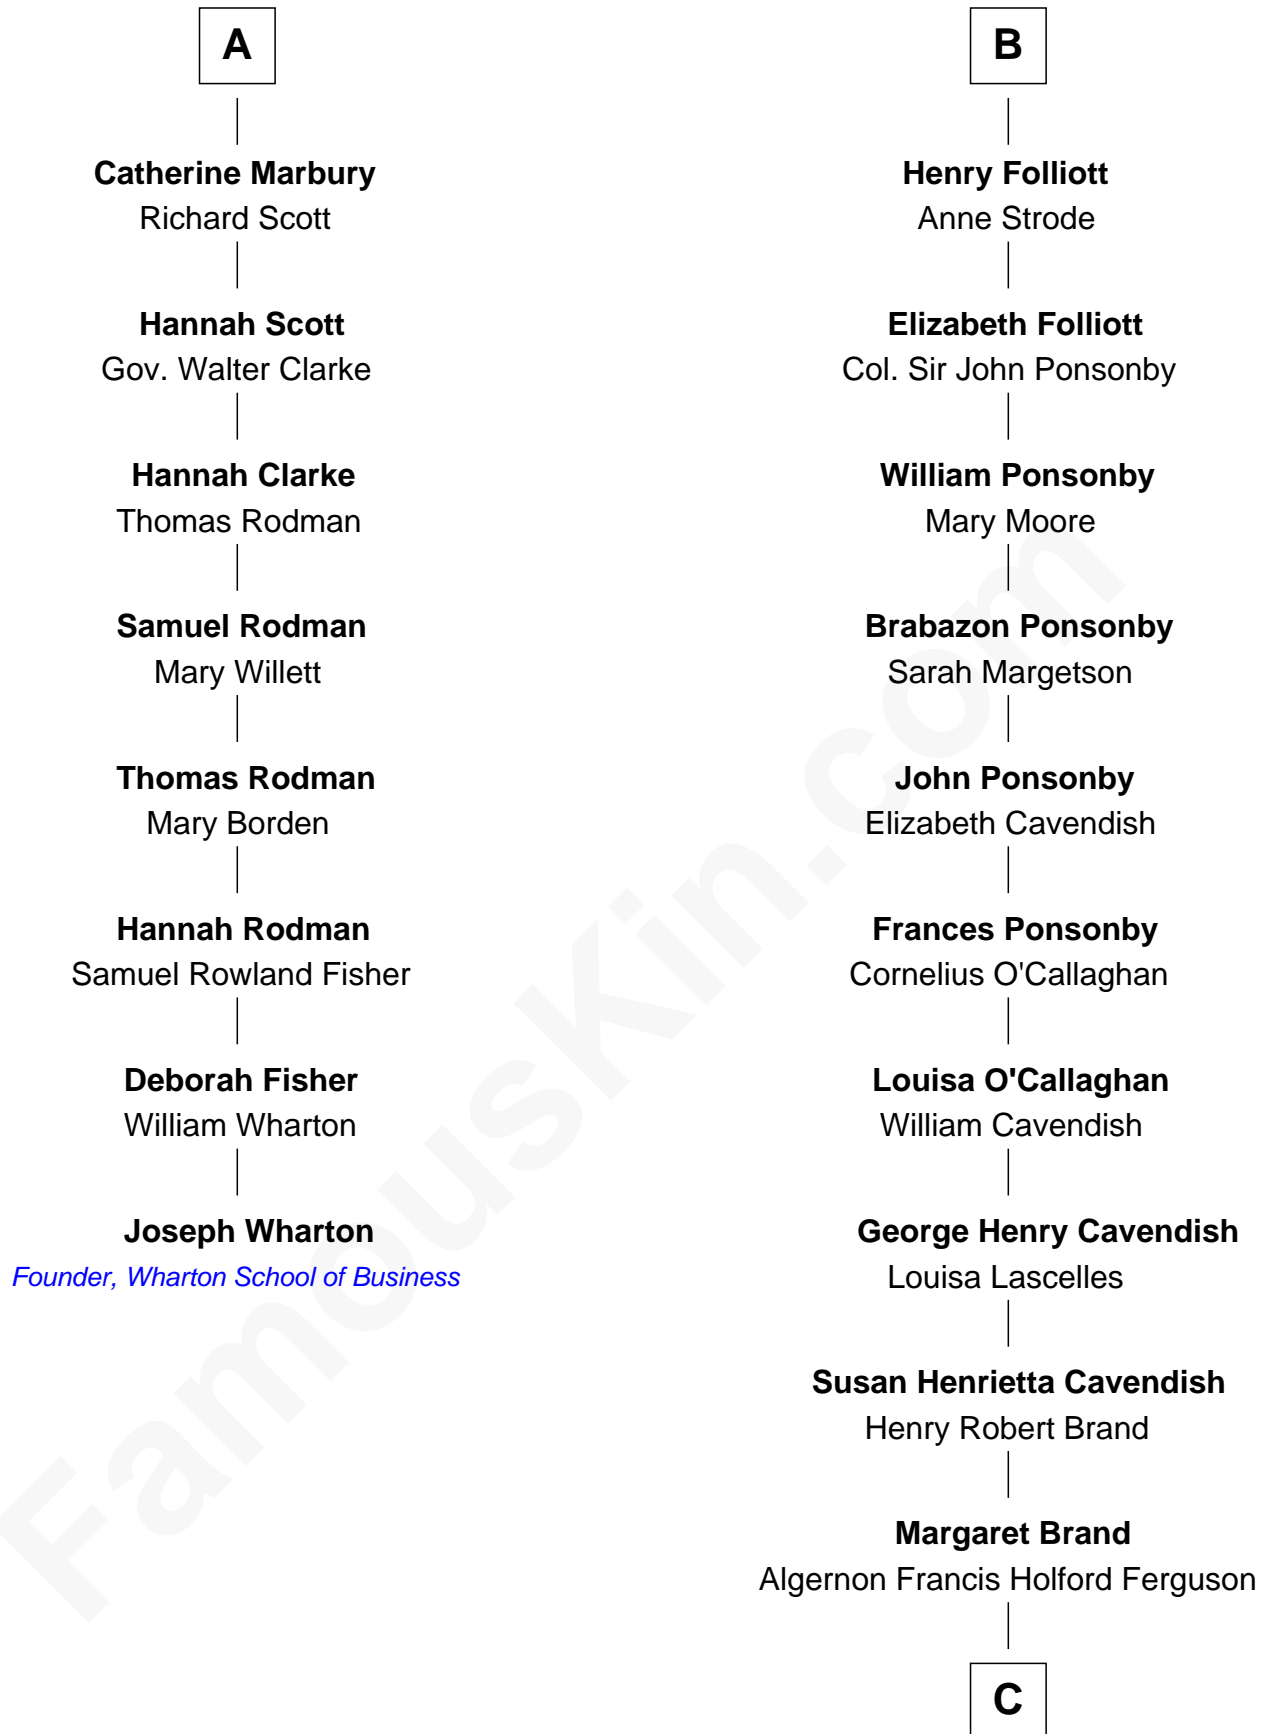 A
Catherine Marbury
Richard Scott
Hannah Scott
Gov. Walter Clarke
Hannah Clarke
Thomas Rodman
Samuel Rodman
Mary Willett
Thomas Rodman
Mary Borden
Hannah Rodman
Samuel Rowland Fisher
Deborah Fisher
William Wharton
Joseph Wharton
Founder, Wharton School of Business
B
Henry Folliott
Anne Strode
Elizabeth Folliott
Col. Sir John Ponsonby
William Ponsonby
Mary Moore
Brabazon Ponsonby
Sarah Margetson
John Ponsonby
Elizabeth Cavendish
Frances Ponsonby
Cornelius O'Callaghan
Louisa O'Callaghan
William Cavendish
George Henry Cavendish
Louisa Lascelles
Susan Henrietta Cavendish
Henry Robert Brand
Margaret Brand
Algernon Francis Holford Ferguson
C
FamousKin.com